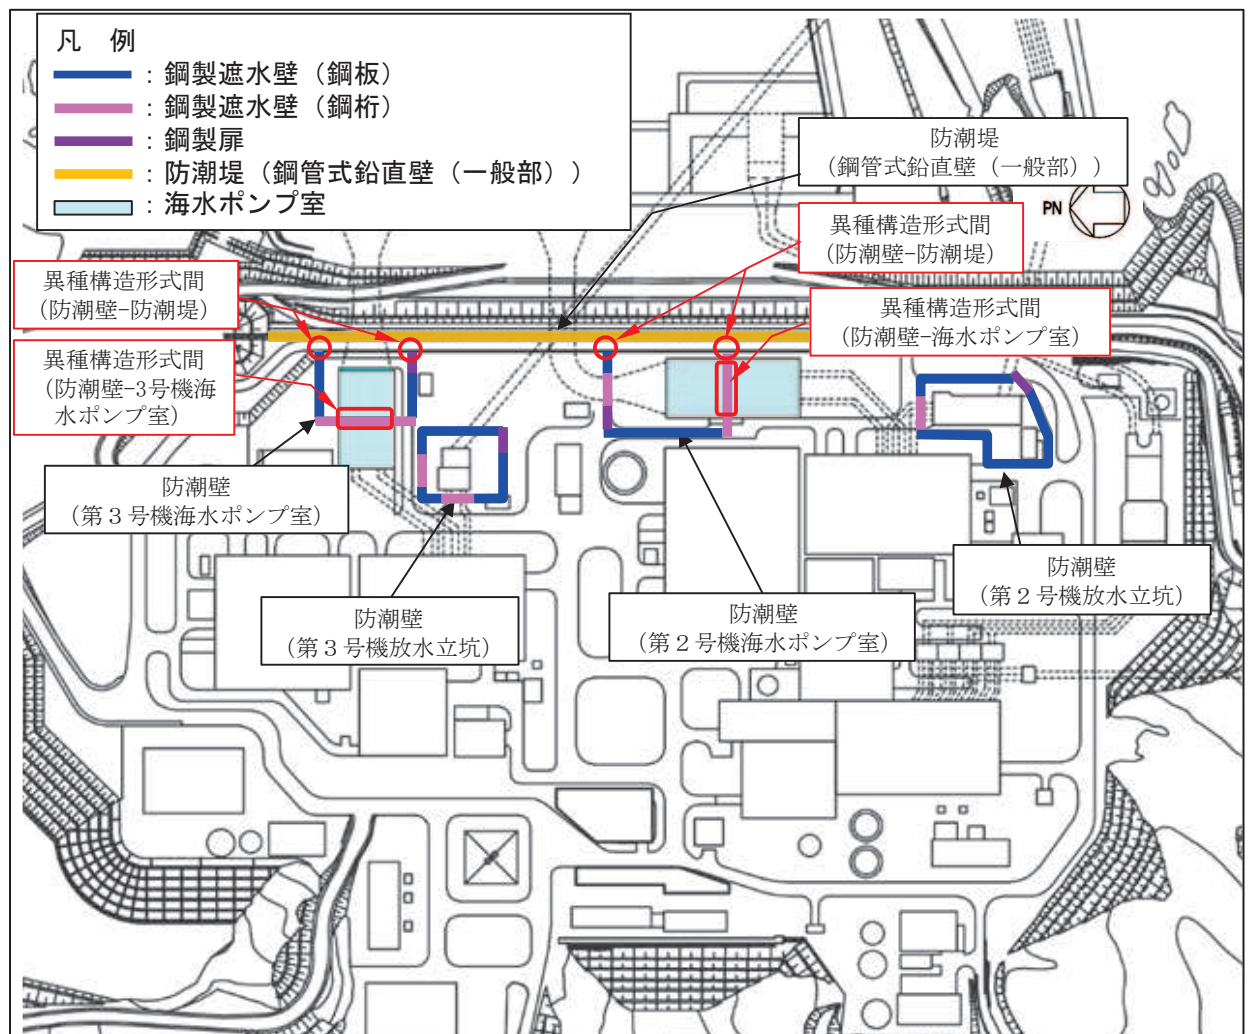 凡 例
：鋼製遮水壁（鋼板）
：鋼製遮水壁（鋼桁）
：鋼製扉
：防潮堤（鋼管式鉛直壁（一般部））
：海水ポンプ室
防潮堤
（鋼管式鉛直壁（一般部））
PN
異種構造形式間
（防潮壁−防潮堤）
異種構造形式間
（防潮壁−防潮堤）
異種構造形式間
（防潮壁−海水ポンプ室）
異種構造形式間
（防潮壁−3号機海
水ポンプ室）
防潮壁
（第３号機海水ポンプ室）
防潮壁
（第３号機放水立坑）
防潮壁
（第２号機海水ポンプ室）
防潮壁
（第２号機放水立坑）